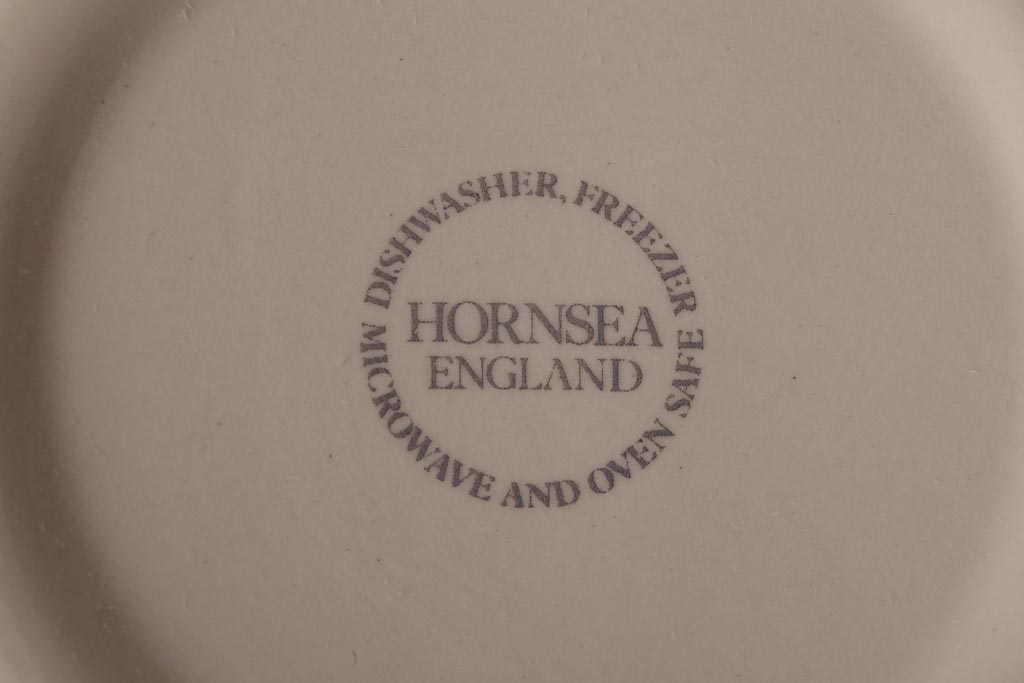 DISHWASHER, FREEZER
MICROWAVE AND OVEN SAFE
HORNSEA
ENGLAND